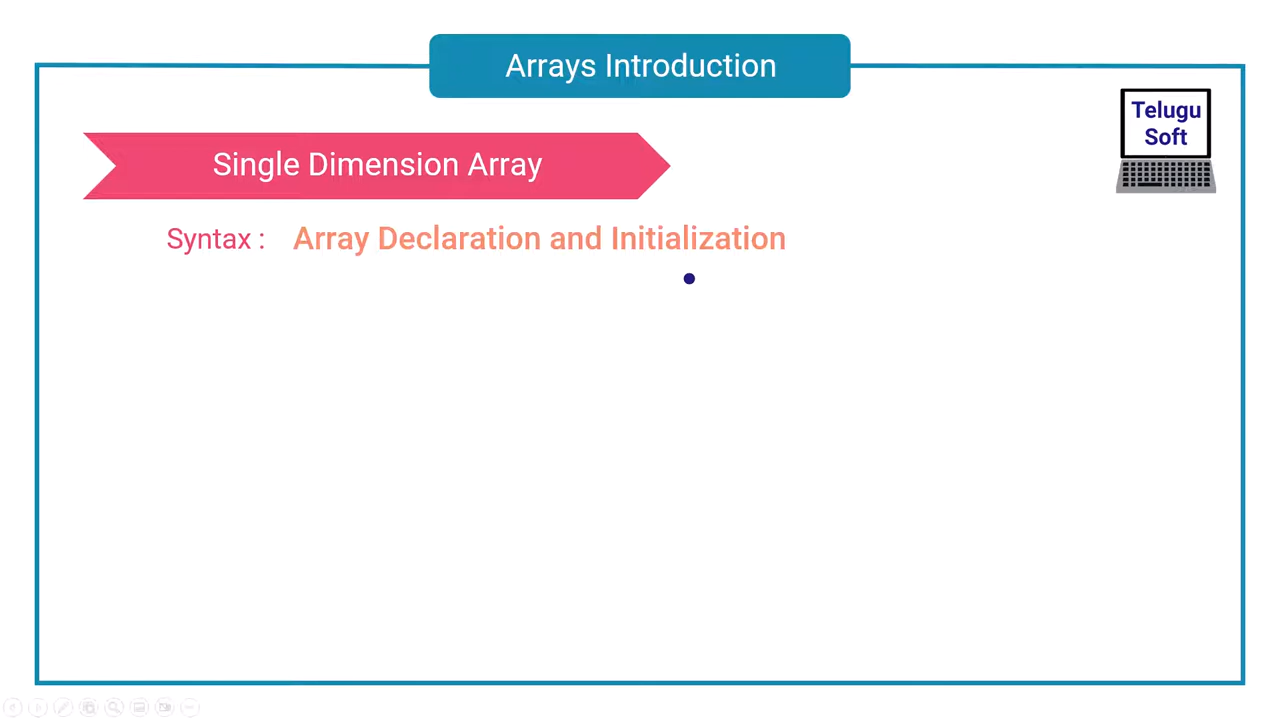 Arrays Introduction
Telugu
Soft
Single Dimension Array
Syntax : Array Declaration and Initialization